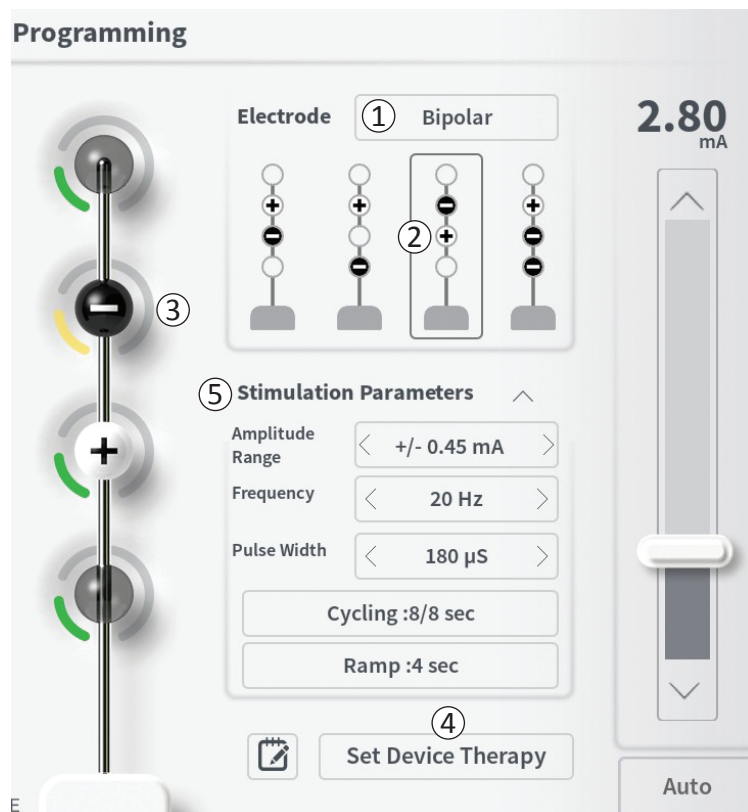 Programming
Electrode
① Bipolar
2.80
mA
②
③
⑤ Stimulation Parameters
Amplitude
Range
+/- 0.45 mA
Frequency
20 Hz
Pulse Width
180 µS
Cycling :8/8 sec
Ramp :4 sec
④
Set Device Therapy
Auto
E